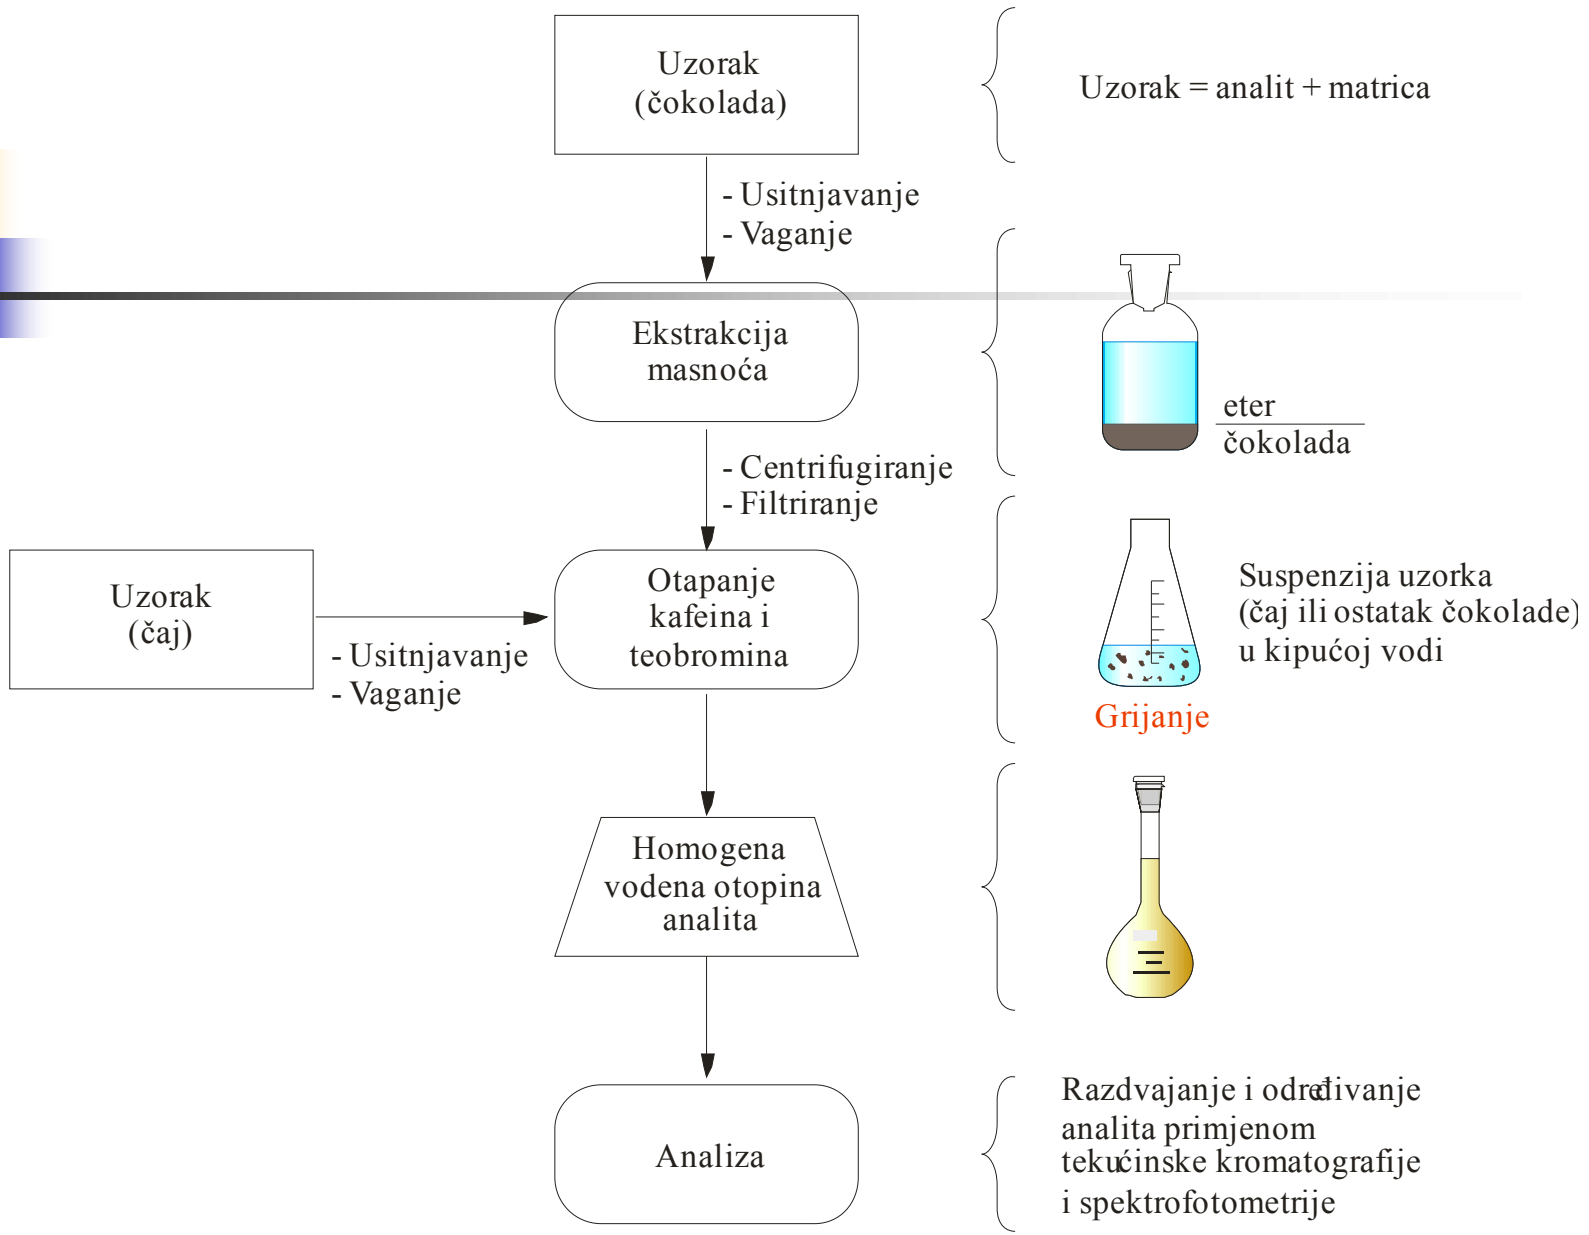 Uzorak
(čokolada)
Uzorak = analit + matrica
- Usitnjavanje
- Vaganje
Ekstrakcija
masnoća
eter
čokolada
- Centrifugiranje
- Filtriranje
Uzorak
(čaj)
- Usitnjavanje
- Vaganje
Otapanje
kafeina i
teobromina
Suspenzija uzorka
(čaj ili ostatak čokolade)
u kipućoj vodi
Grijanje
Homogena
vodena otopina
analita
Analiza
Razdvajanje i određivanje
analita primjenom
tekućinske kromatografije
i spektrofotometrije